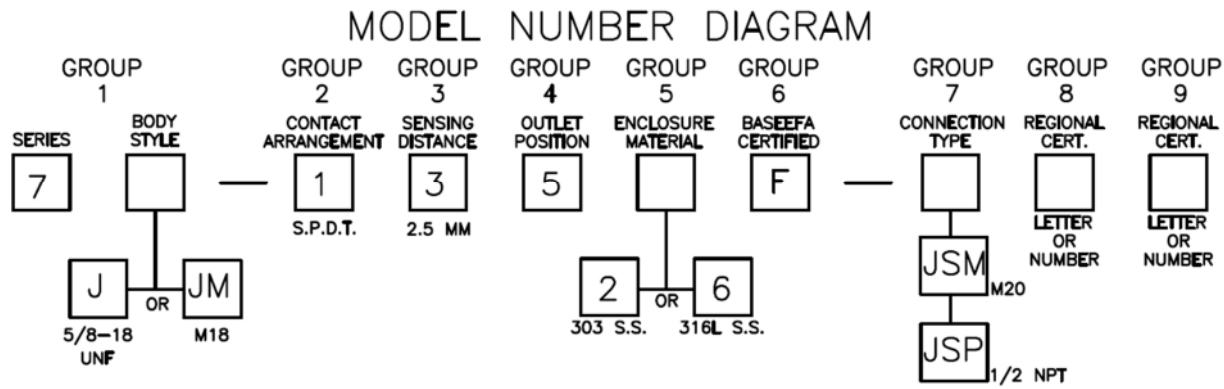 MODEL NUMBER DIAGRAM
GROUP 1
GROUP 2
GROUP 3
GROUP 4
GROUP 5
GROUP 6
GROUP 7
GROUP 8
GROUP 9
SERIES
BODY STYLE
CONTACT ARRANGEMENT
SENSING DISTANCE
OUTLET POSITION
ENCLOSURE MATERIAL
BASEEFA CERTIFIED
CONNECTION TYPE
REGIONAL CERT.
REGIONAL CERT.
7
—
1
3
5
F
—
S.P.D.T.
2.5 MM
LETTER OR NUMBER
LETTER OR NUMBER
J
OR
JM
2
OR
6
JSM
M20
5/8-18 UNF
M18
303 S.S.
316L S.S.
JSP
1/2 NPT